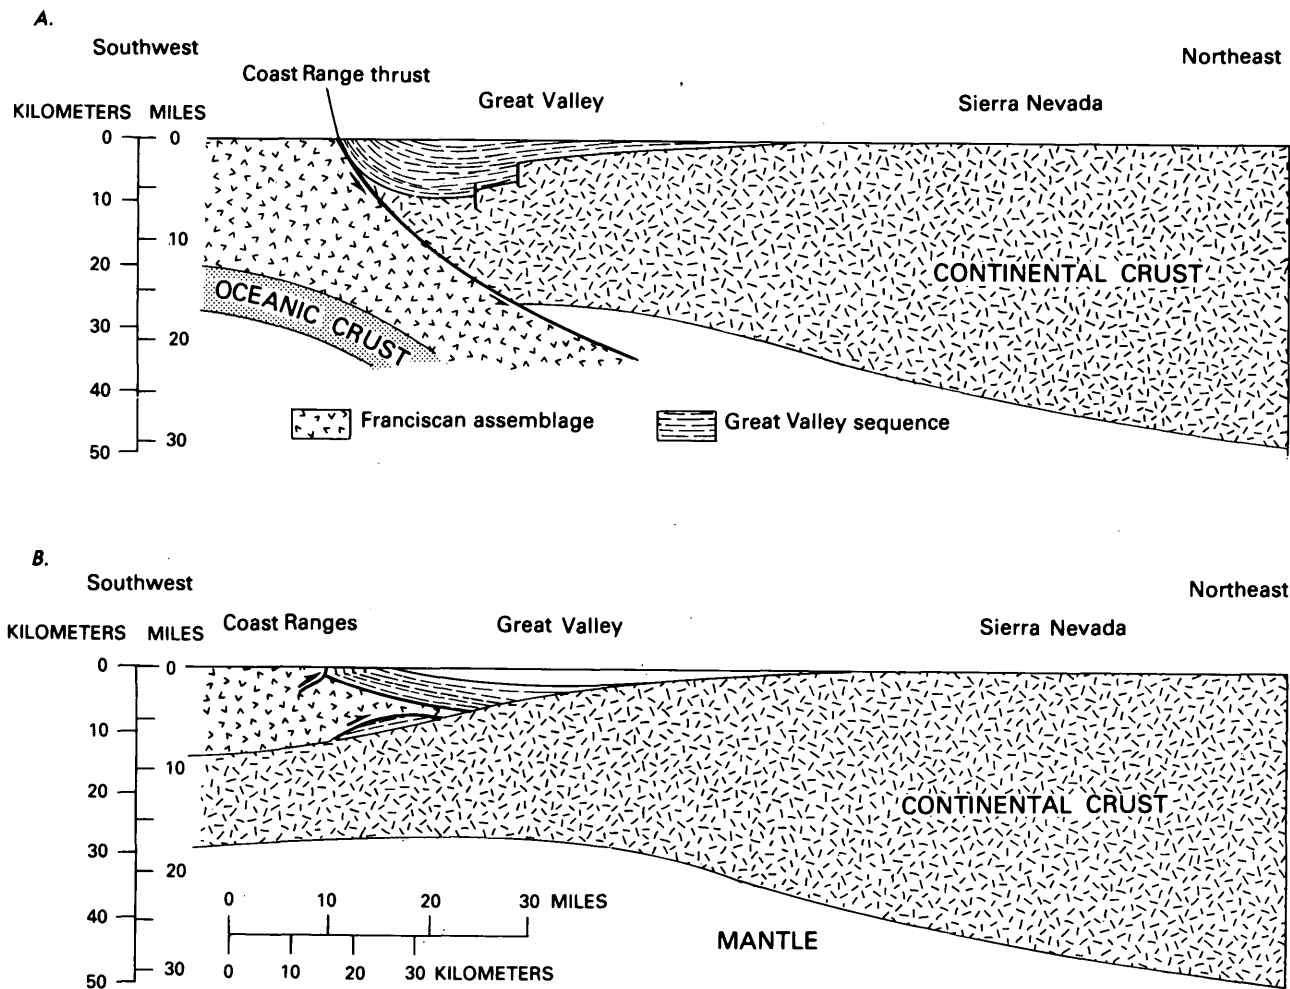 A.
Southwest
Northeast
Coast Range thrust
Great Valley
Sierra Nevada
KILOMETERS MILES
0 0
10
10
20
30
20
40
30
50
OCEANIC CRUST
CONTINENTAL CRUST
Franciscan assemblage
Great Valley sequence
B.
Southwest
Northeast
KILOMETERS MILES
Coast Ranges
Great Valley
Sierra Nevada
0 0
10
10
20
30
20
40
30
50
CONTINENTAL CRUST
0 10 20 30 MILES
MANTLE
0 10 20 30 KILOMETERS